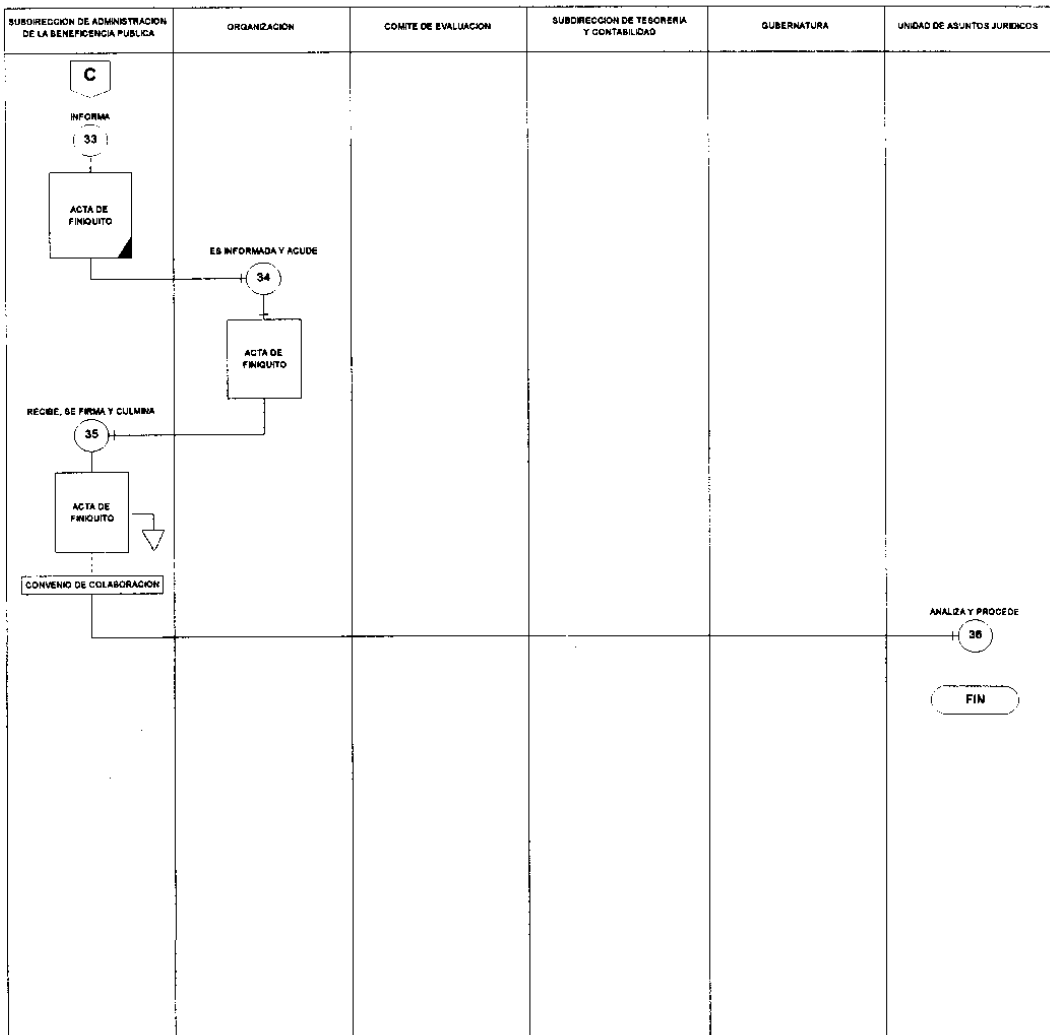 SUBDIRECCION DE ADMINISTRACION
DE LA BENEFICENCIA PUBLICA
ORGANIZACIÓN
COMITE DE EVALUACION
SUBDIRECCION DE TESORERIA
Y CONTABILIDAD
GUBERNATURA
UNIDAD DE ASUNTOS JURIDICOS
C
INFORMA
33
ACTA DE
FINIQUITO
ES INFORMADA Y ACUDE
34
ACTA DE
FINIQUITO
RECIBE, SE FIRMA Y CULMINA
35
ACTA DE
FINIQUITO
CONVENIO DE COLABORACION
ANALIZA Y PROCEDE
36
FIN